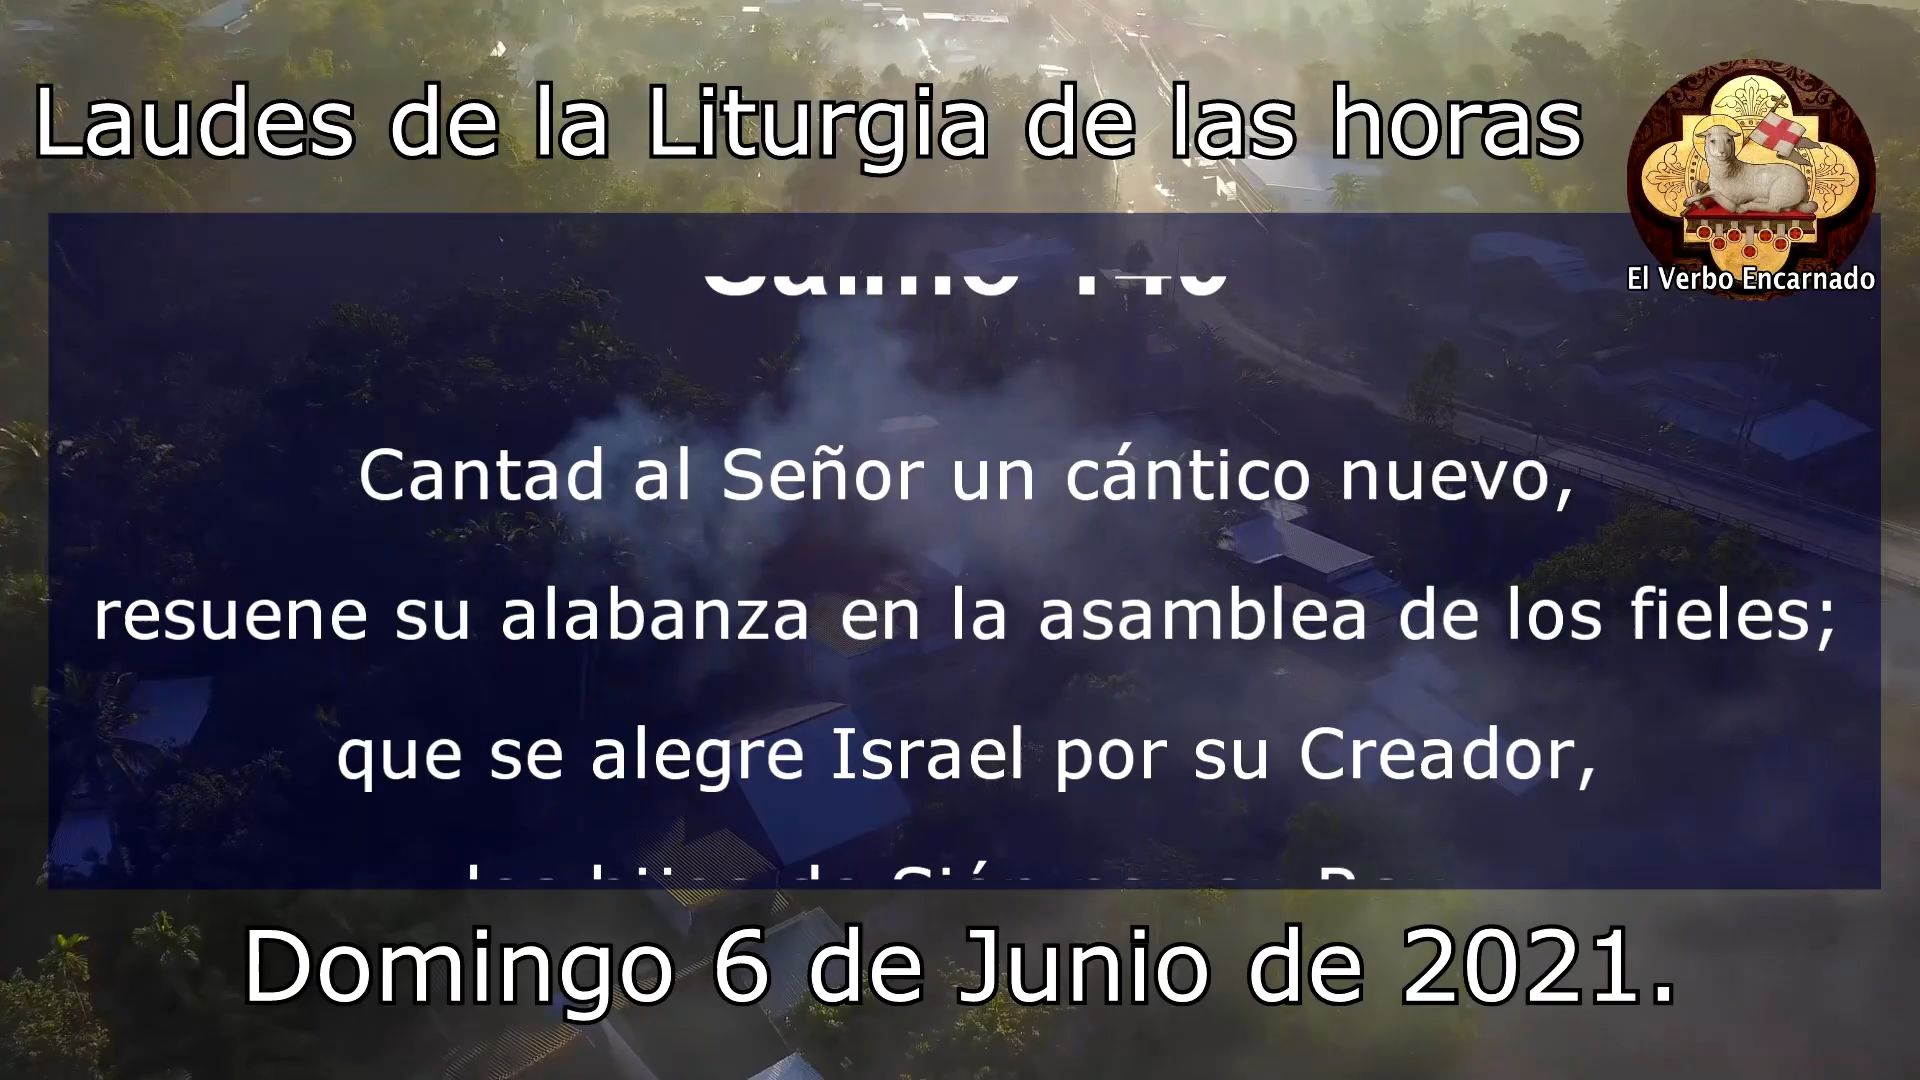 Laudes de la Liturgia de las horas
El Verbo Encarnado
Cantad al Señor un cántico nuevo,
resuene su alabanza en la asamblea de los fieles;
que se alegre Israel por su Creador,
Domingo 6 de Junio de 2021.